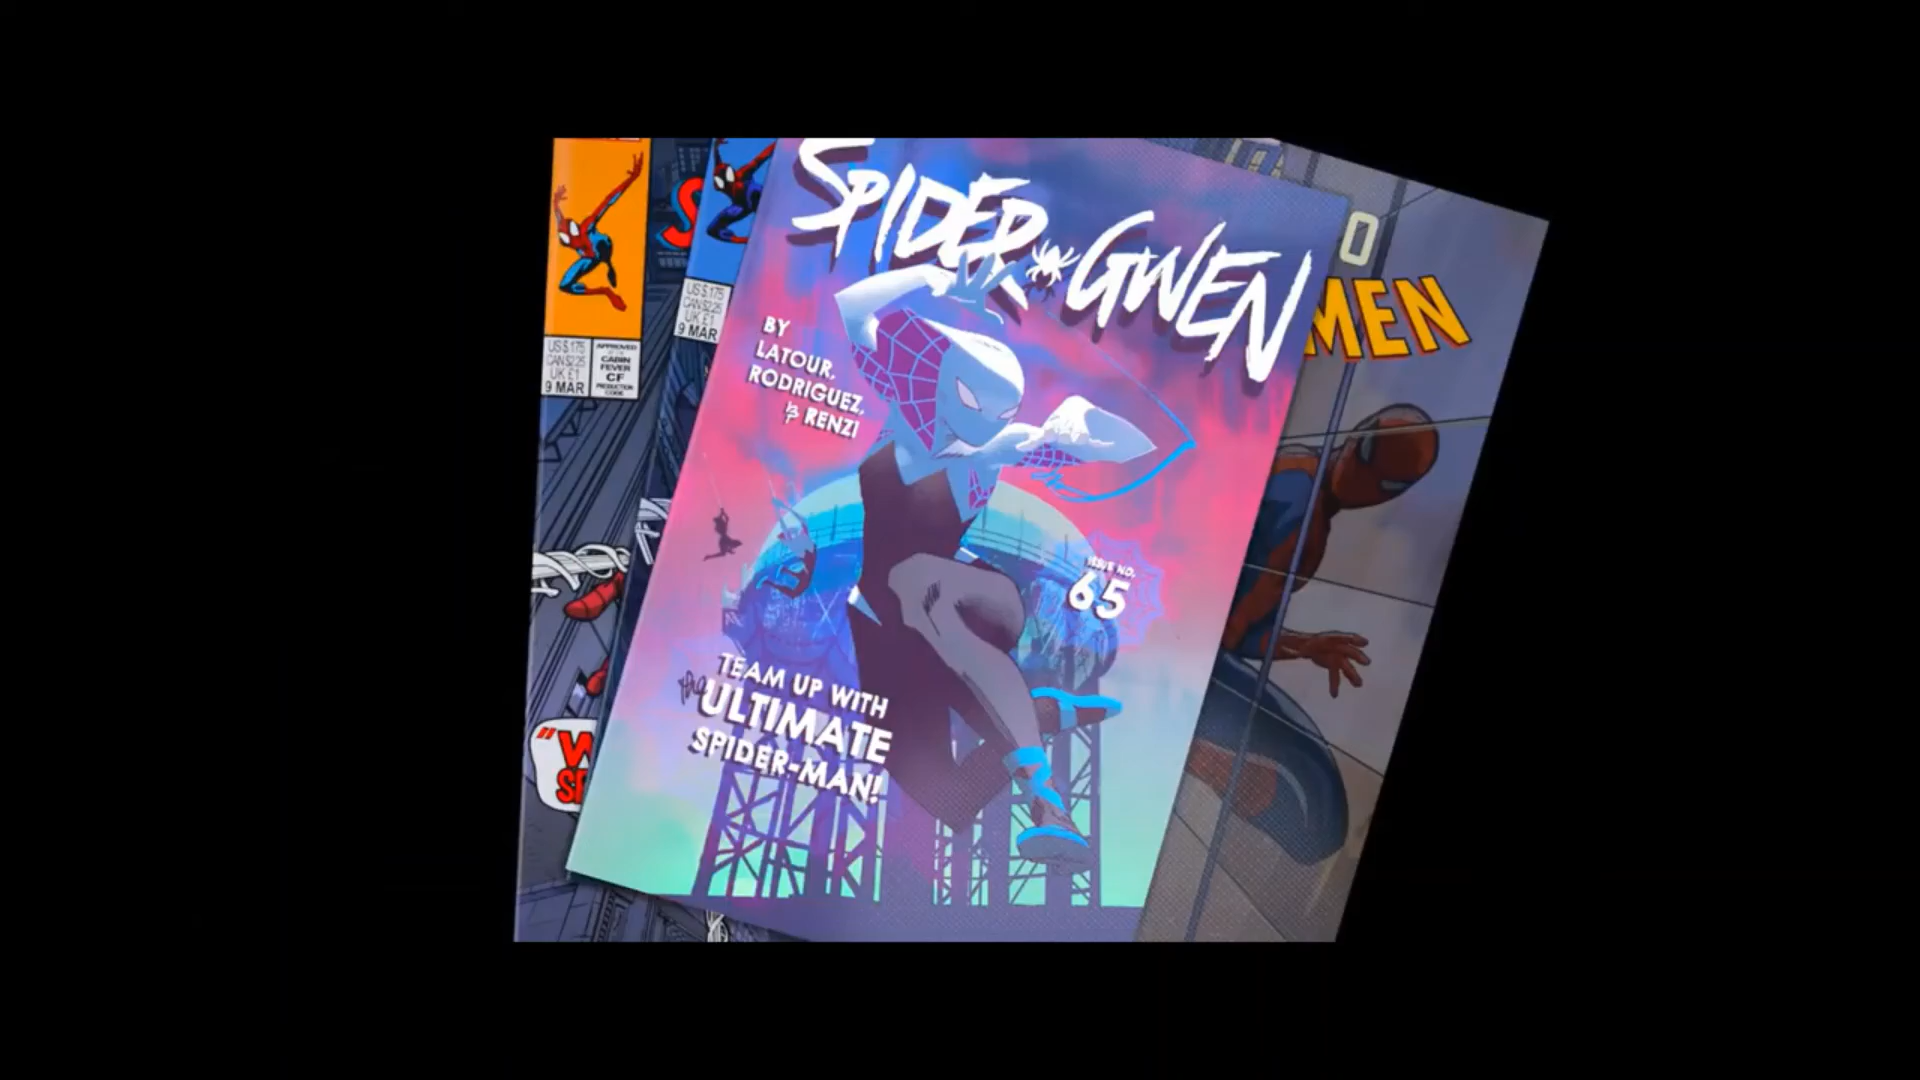 SPIDER GWEN
BY
LATOUR,
RODRIGUEZ,
& RENZI
ISSUE NO.
65
TEAM UP WITH
the ULTIMATE
SPIDER-MAN!
US $1.75
CAN $2.25
UK £1
9 MAR
APPROVED
CABIN
FEVER
CF
PRODUCTION
CODE
US $1.75
CAN $2.25
UK £1
9 MAR
S
"W
SP
O
MEN